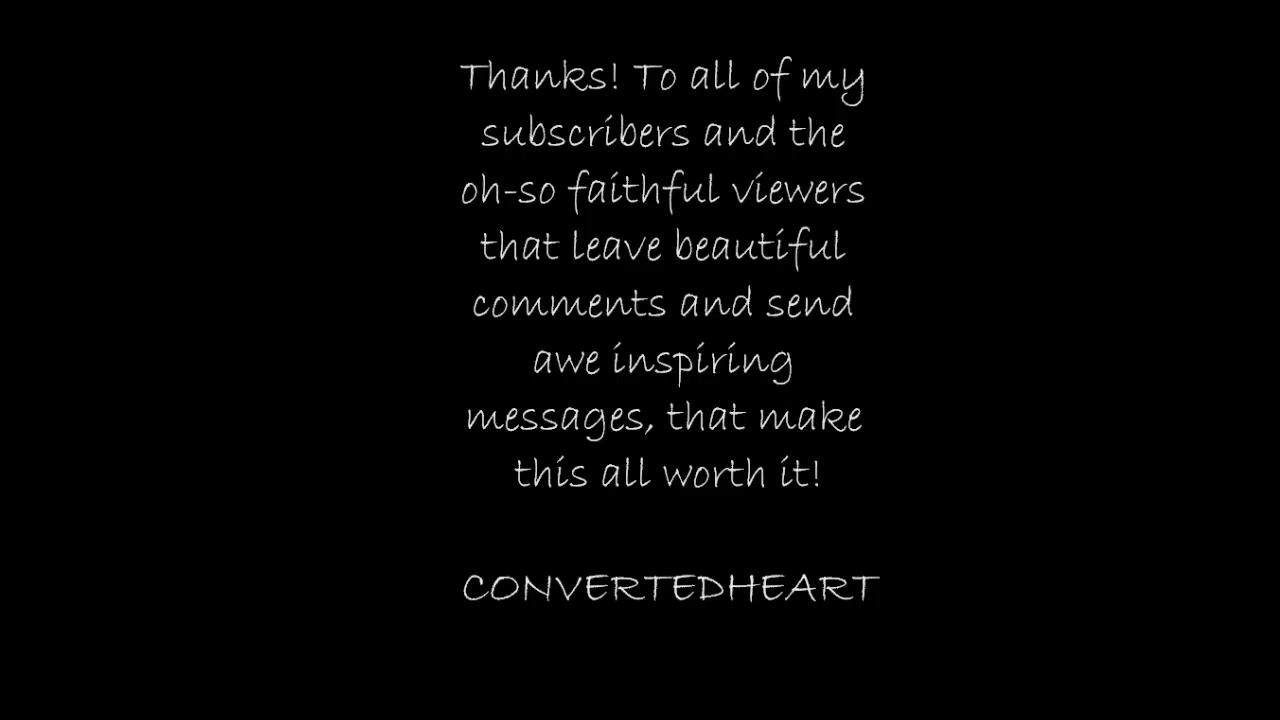 Thanks! To all of my
subscribers and the
oh-so faithful viewers
that leave beautiful
comments and send
awe inspiring
messages, that make
this all worth it!
CONVERTEDHEART